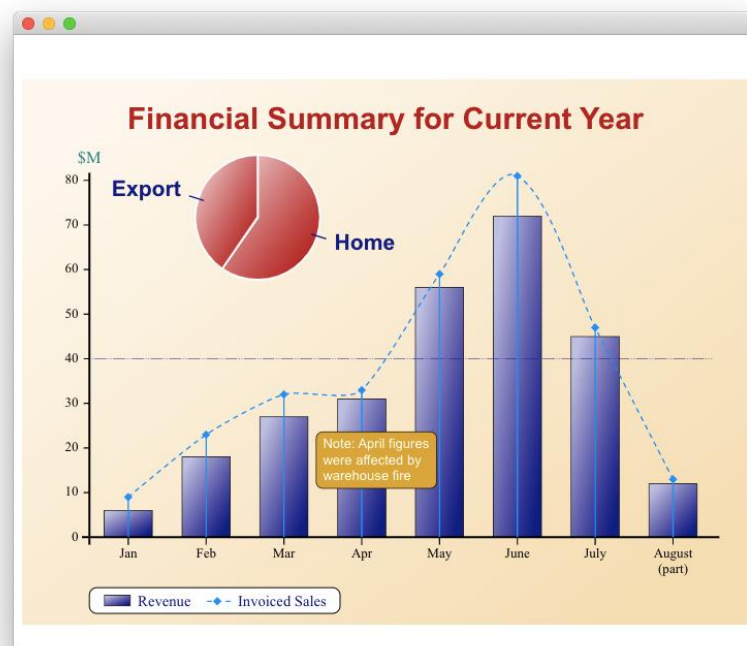 Financial Summary for Current Year
$M
Export
Home
80
70
60
50
40
30
20
10
0
Note: April figures
were affected by
warehouse fire
Jan Feb Mar Apr May June July August
(part)
Revenue Invoiced Sales